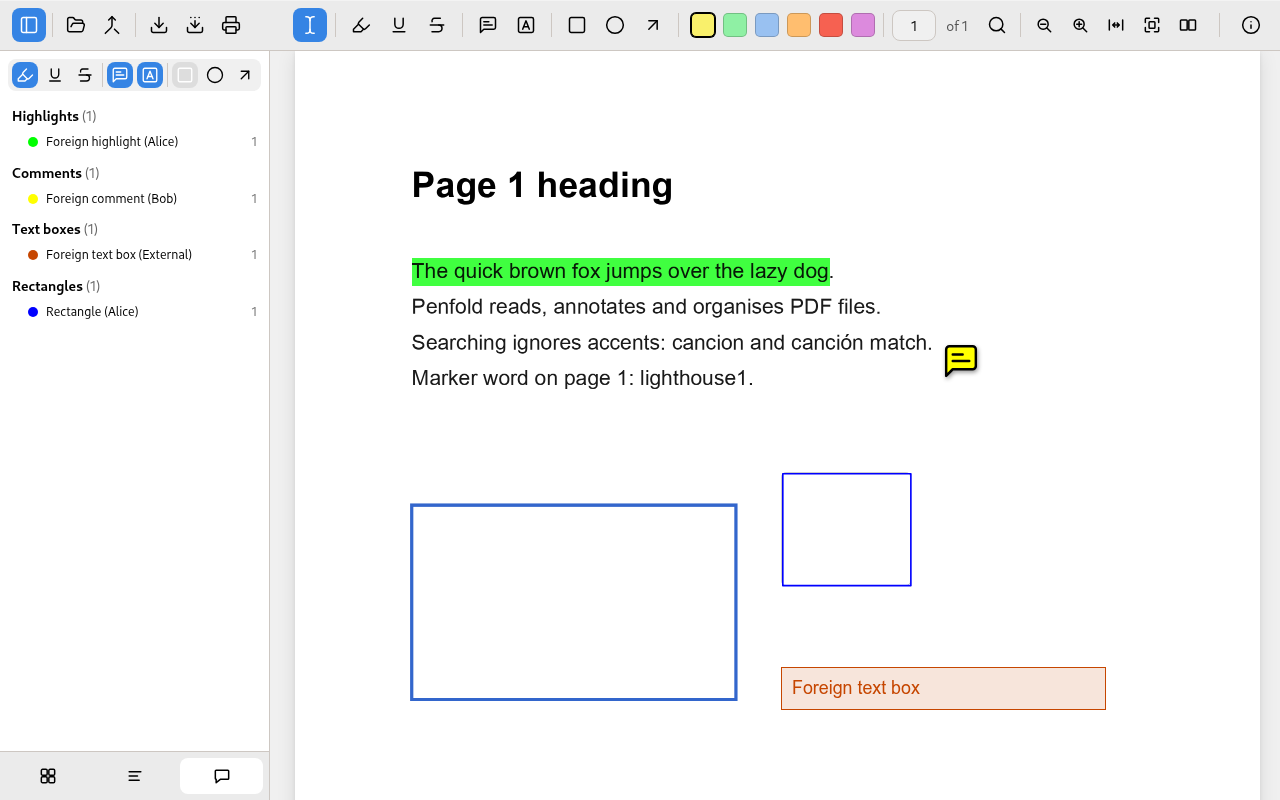 1 of 1
Highlights (1)
Foreign highlight (Alice) 1
Comments (1)
Foreign comment (Bob) 1
Text boxes (1)
Foreign text box (External) 1
Rectangles (1)
Rectangle (Alice) 1
Page 1 heading
The quick brown fox jumps over the lazy dog.
Penfold reads, annotates and organises PDF files.
Searching ignores accents: cancion and canción match.
Marker word on page 1: lighthouse1.
Foreign text box